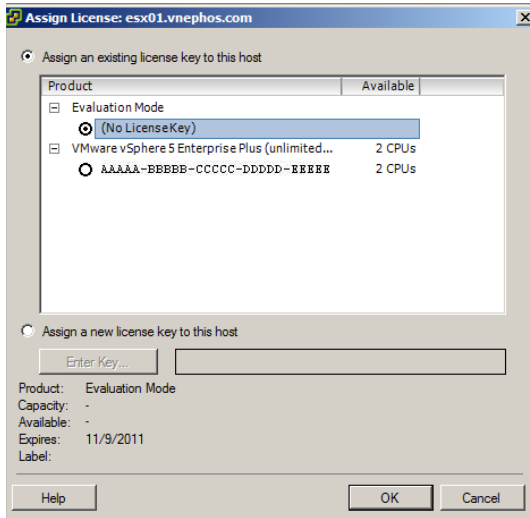 Assign License: esx01.vnephos.com
Assign an existing license key to this host
Product Available
Evaluation Mode
(No License Key)
VMware vSphere 5 Enterprise Plus (unlimited... 2 CPUs
AAAAA-BBBBB-CCCCC-DDDDD-EEEEE 2 CPUs
Assign a new license key to this host
Enter Key...
Product: Evaluation Mode
Capacity: -
Available: -
Expires: 11/9/2011
Label:
Help OK Cancel